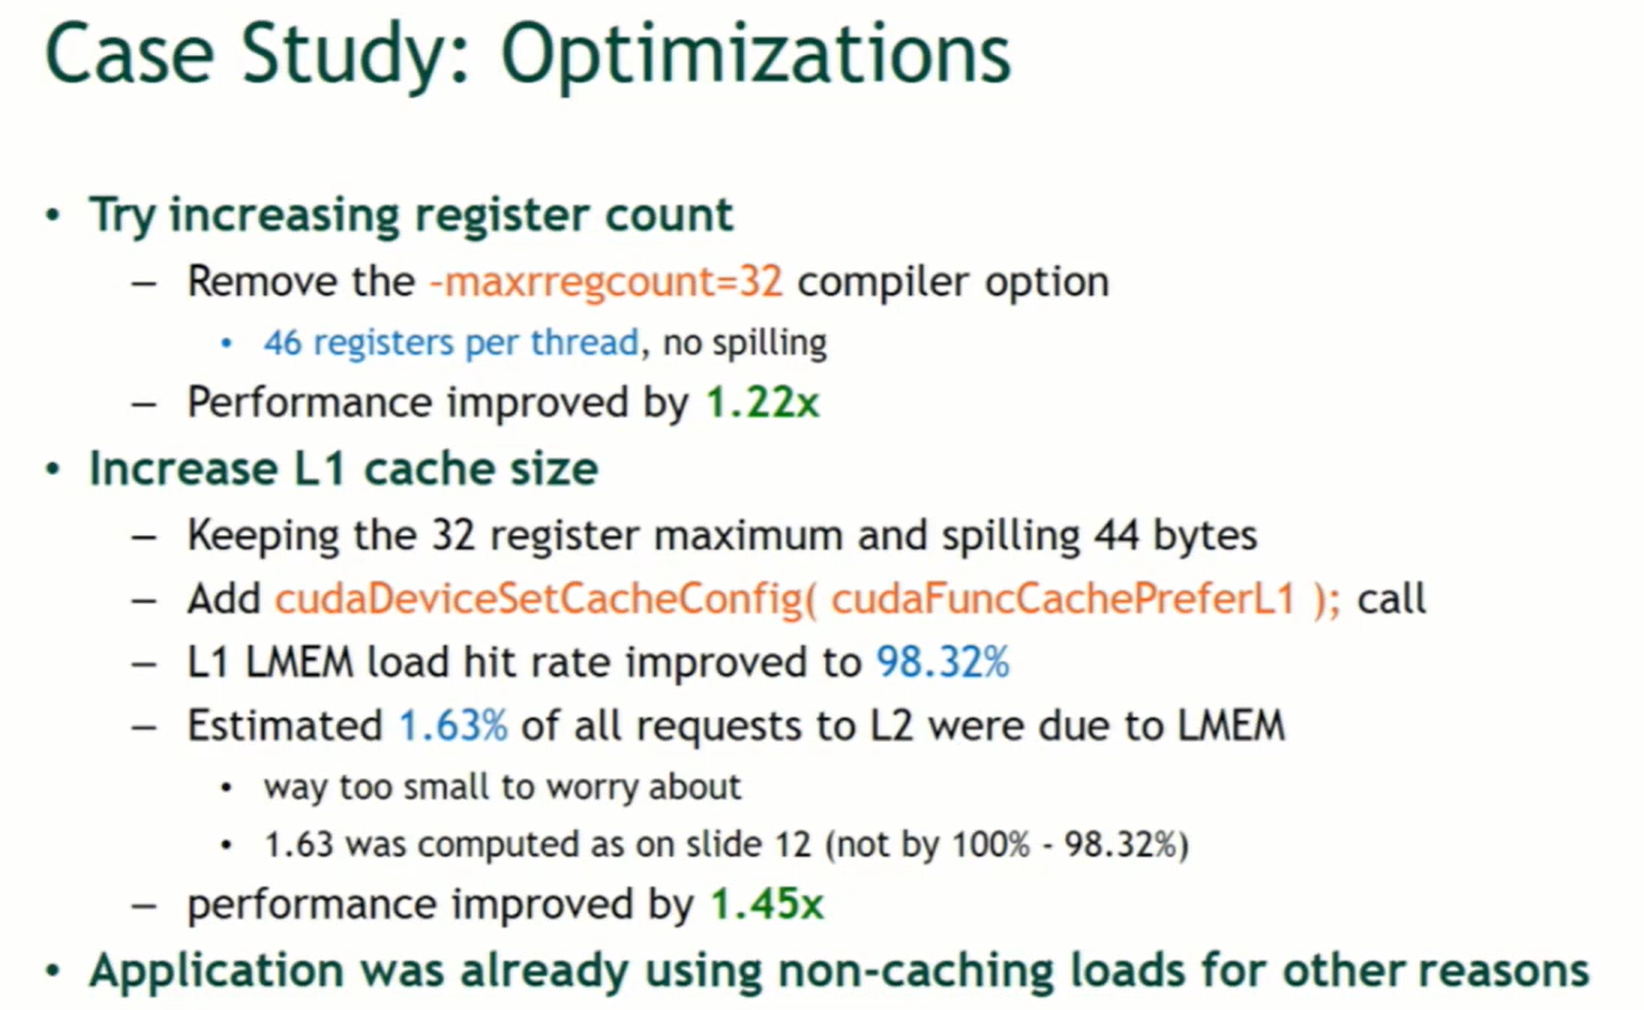 Case Study: Optimizations
• Try increasing register count
– Remove the -maxrregcount=32 compiler option
• 46 registers per thread, no spilling
– Performance improved by 1.22x
• Increase L1 cache size
– Keeping the 32 register maximum and spilling 44 bytes
– Add cudaDeviceSetCacheConfig( cudaFuncCachePreferL1 ); call
– L1 LMEM load hit rate improved to 98.32%
– Estimated 1.63% of all requests to L2 were due to LMEM
• way too small to worry about
• 1.63 was computed as on slide 12 (not by 100% - 98.32%)
– performance improved by 1.45x
• Application was already using non-caching loads for other reasons